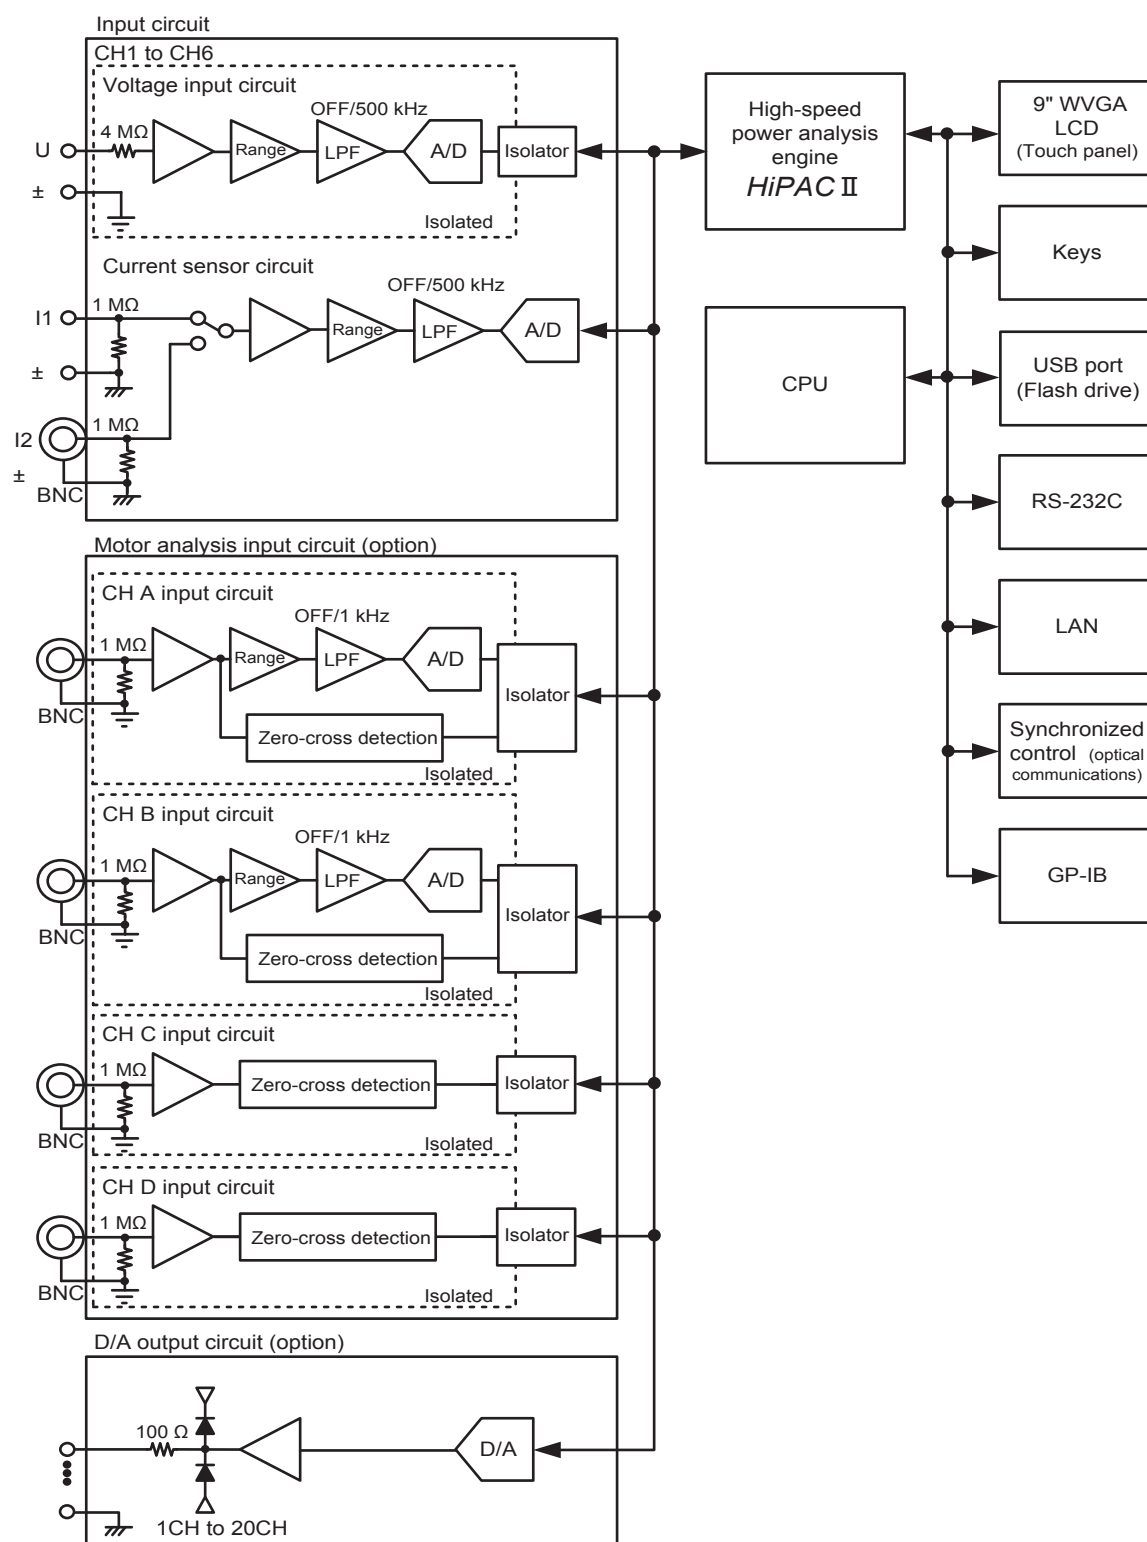 Input circuit
CH1 to CH6
Voltage input circuit
OFF/500 kHz
4 MΩ
U
Range
LPF
A/D
Isolator
±
Isolated
Current sensor circuit
OFF/500 kHz
1 MΩ
I1
Range
LPF
A/D
±
1 MΩ
I2
±
BNC
Motor analysis input circuit (option)
CH A input circuit
OFF/1 kHz
1 MΩ
Range
LPF
A/D
Isolator
BNC
Zero-cross detection
Isolated
CH B input circuit
OFF/1 kHz
1 MΩ
Range
LPF
A/D
Isolator
BNC
Zero-cross detection
Isolated
CH C input circuit
1 MΩ
Zero-cross detection
Isolator
BNC
Isolated
CH D input circuit
1 MΩ
Zero-cross detection
Isolator
BNC
Isolated
D/A output circuit (option)
100 Ω
D/A
1CH to 20CH
High-speed
power analysis
engine
HiPAC II
CPU
9" WVGA
LCD
(Touch panel)
Keys
USB port
(Flash drive)
RS-232C
LAN
Synchronized
control (optical
communications)
GP-IB